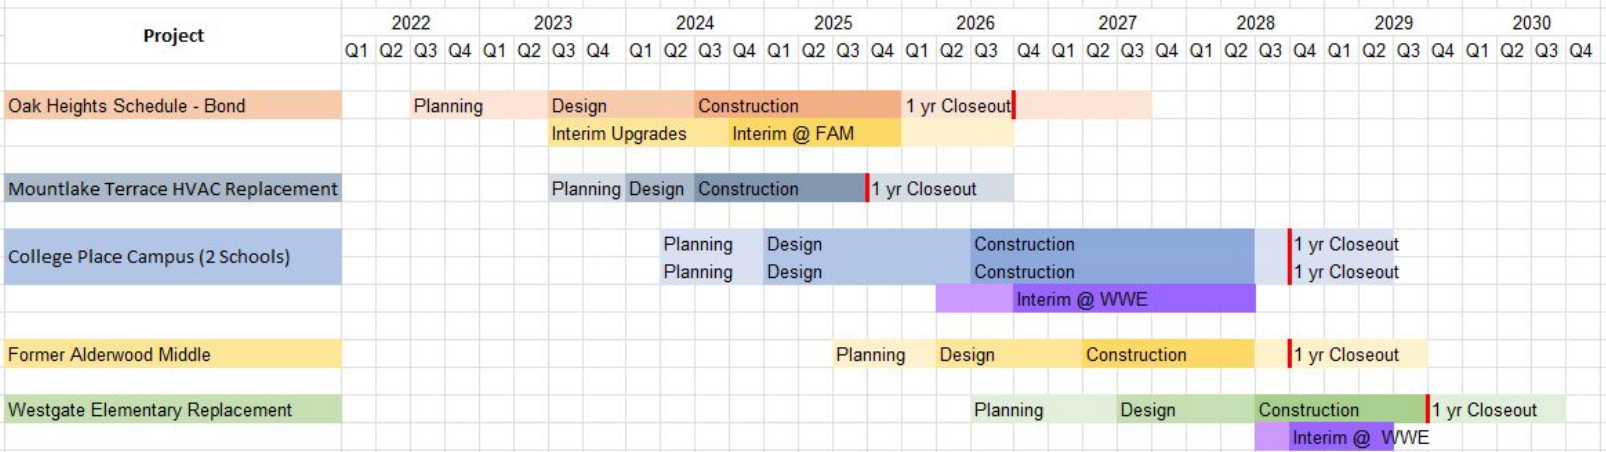 2022 2023 2024 2025 2026 2027 2028 2029 2030
Project
Q1 Q2 Q3 Q4 Q1 Q2 Q3 Q4 Q1 Q2 Q3 Q4 Q1 Q2 Q3 Q4 Q1 Q2 Q3 Q4 Q1 Q2 Q3 Q4 Q1 Q2 Q3 Q4 Q1 Q2 Q3 Q4 Q1 Q2 Q3 Q4
Oak Heights Schedule - Bond Planning Design Construction 1 yr Closeout
Interim Upgrades Interim @ FAM
Mountlake Terrace HVAC Replacement Planning Design Construction 1 yr Closeout
Planning Design Construction 1 yr Closeout
College Place Campus (2 Schools)
Planning Design Construction 1 yr Closeout
Interim @ WWE
Former Alderwood Middle Planning Design Construction 1 yr Closeout
Westgate Elementary Replacement Planning Design Construction 1 yr Closeout
Interim @ WWE